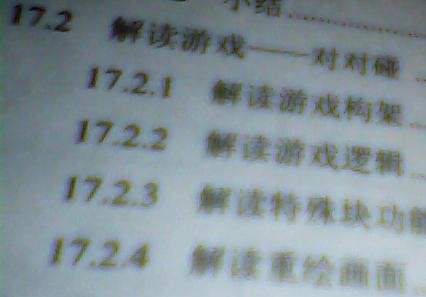 小结……
17.2 解读游戏——对对碰
17.2.1 解读游戏构架
17.2.2 解读游戏逻辑
17.2.3 解读特殊块功能
17.2.4 解读重绘画面